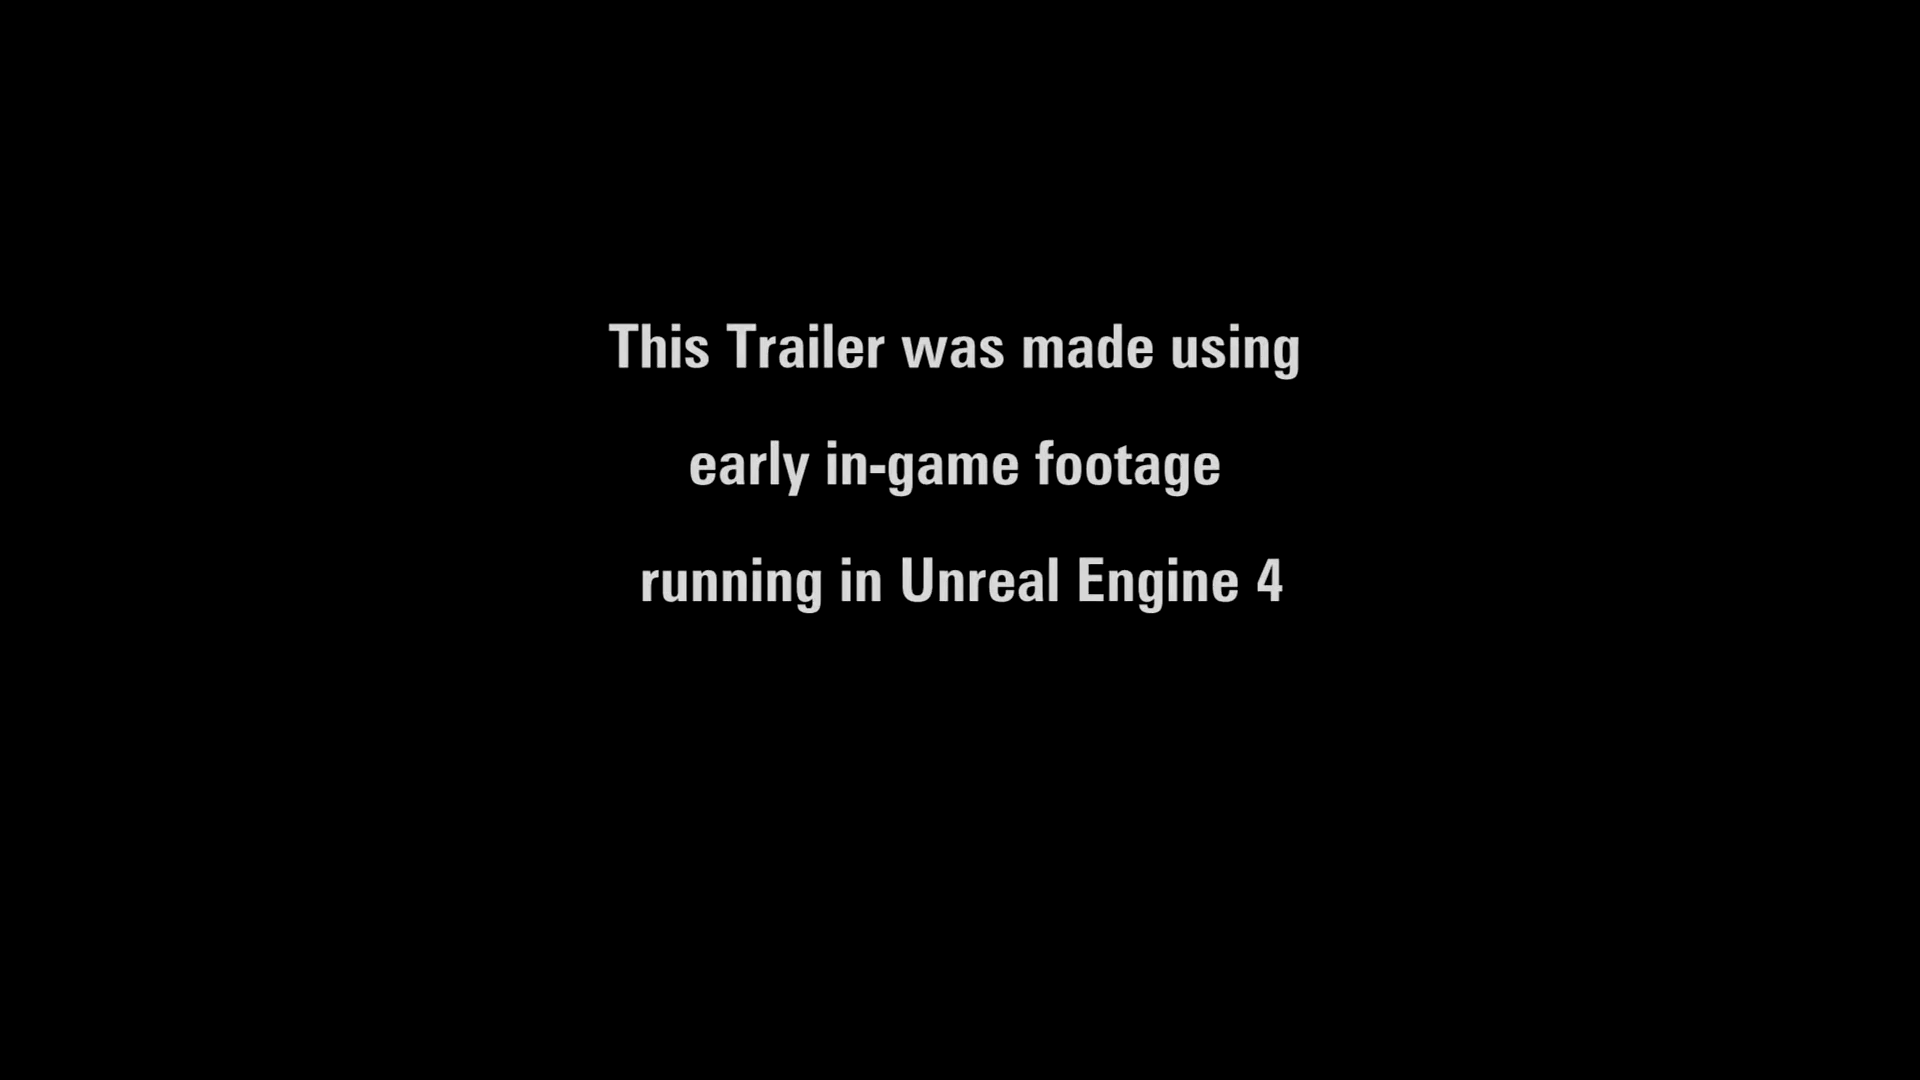 This Trailer was made using
early in-game footage
running in Unreal Engine 4